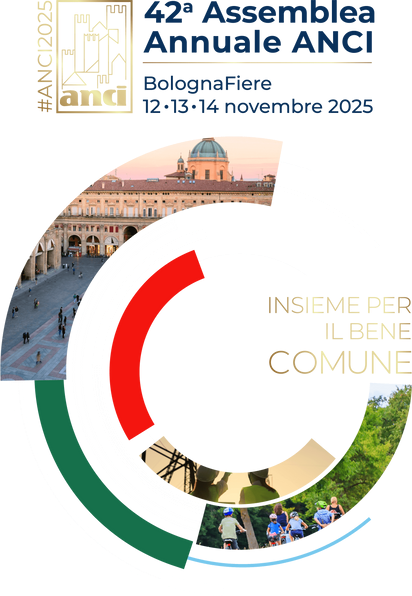 #ANCI2025
anci
42ª Assemblea
Annuale ANCI
BolognaFiere
12•13•14 novembre 2025
INSIEME PER
IL BENE
COMUNE